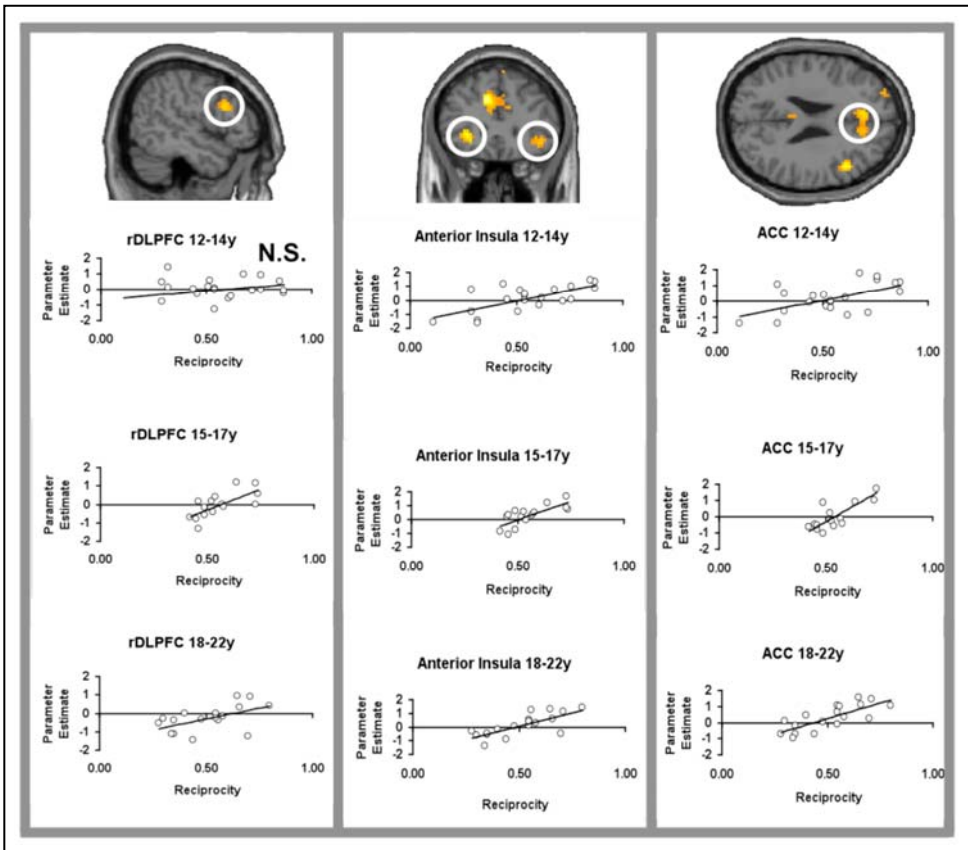 rDLPFC 12-14y
N.S.
Parameter
Estimate
2
1
0
-1
-2
0.00 0.50 1.00
Reciprocity
rDLPFC 15-17y
Parameter
Estimate
2
1
0
-1
-2
0.00 0.50 1.00
Reciprocity
rDLPFC 18-22y
Parameter
Estimate
2
1
0
-1
-2
0.00 0.50 1.00
Reciprocity
Anterior Insula 12-14y
Parameter
Estimate
2
1
0
-1
-2
0.00 0.50 1.00
Reciprocity
Anterior Insula 15-17y
Parameter
Estimate
2
1
0
-1
-2
0.00 0.50 1.00
Reciprocity
Anterior Insula 18-22y
Parameter
Estimate
2
1
0
-1
-2
0.00 0.50 1.00
Reciprocity
ACC 12-14y
Parameter
Estimate
2
1
0
-1
-2
0.00 0.50 1.00
Reciprocity
ACC 15-17y
Parameter
Estimate
2
1
0
-1
-2
0.00 0.50 1.00
Reciprocity
ACC 18-22y
Parameter
Estimate
2
1
0
-1
-2
0.00 0.50 1.00
Reciprocity